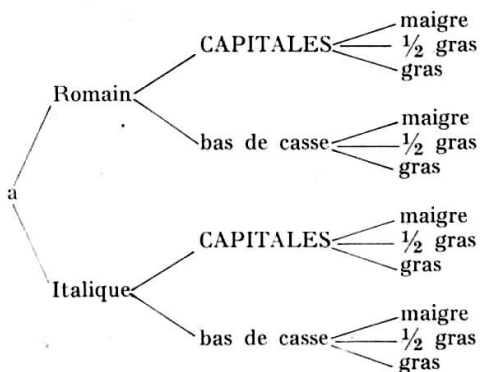 maigre
CAPITALES ½ gras
gras
Romain
maigre
bas de casse ½ gras
gras
a
maigre
CAPITALES ½ gras
gras
Italique
maigre
bas de casse ½ gras
gras